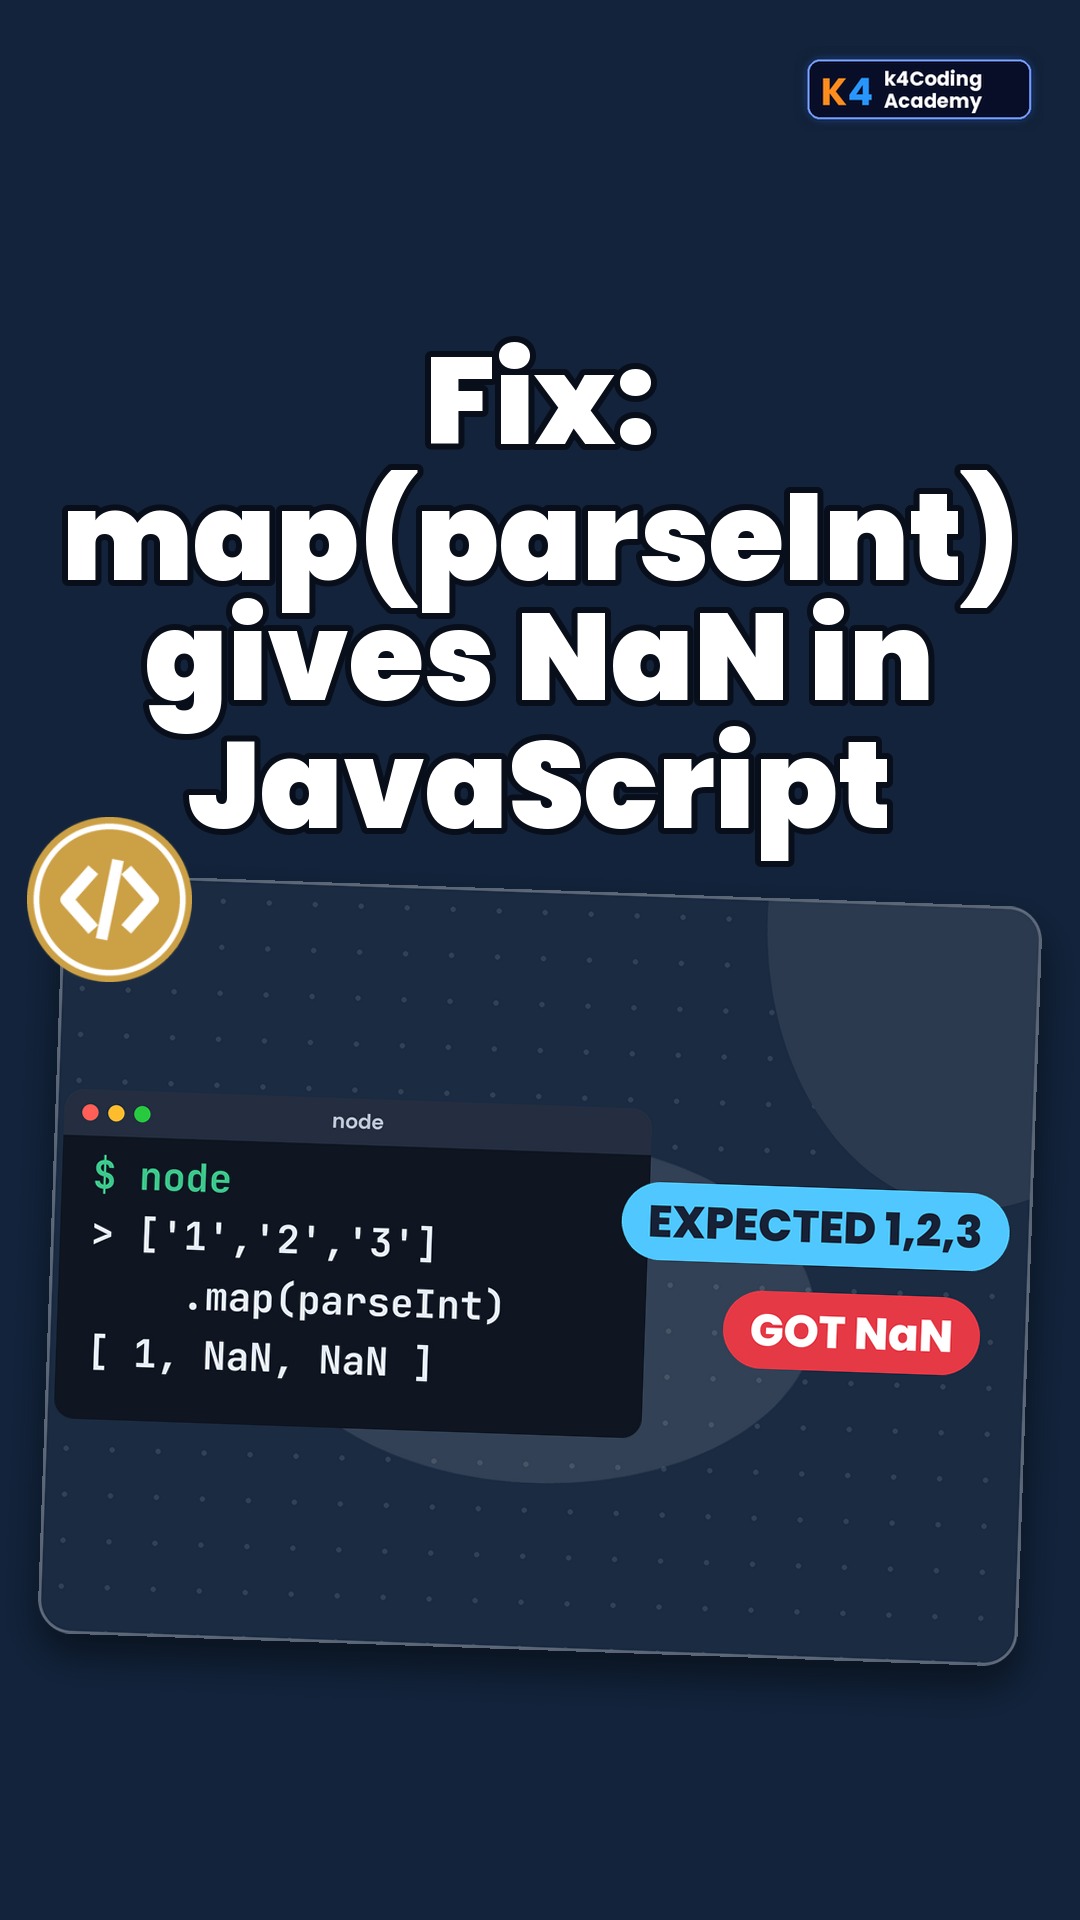 K4 k4Coding
Academy
Fix:
map(parseInt)
gives NaN in
JavaScript
</>
node
$ node
> ['1','2','3']
.map(parseInt)
[ 1, NaN, NaN ]
EXPECTED 1,2,3
GOT NaN